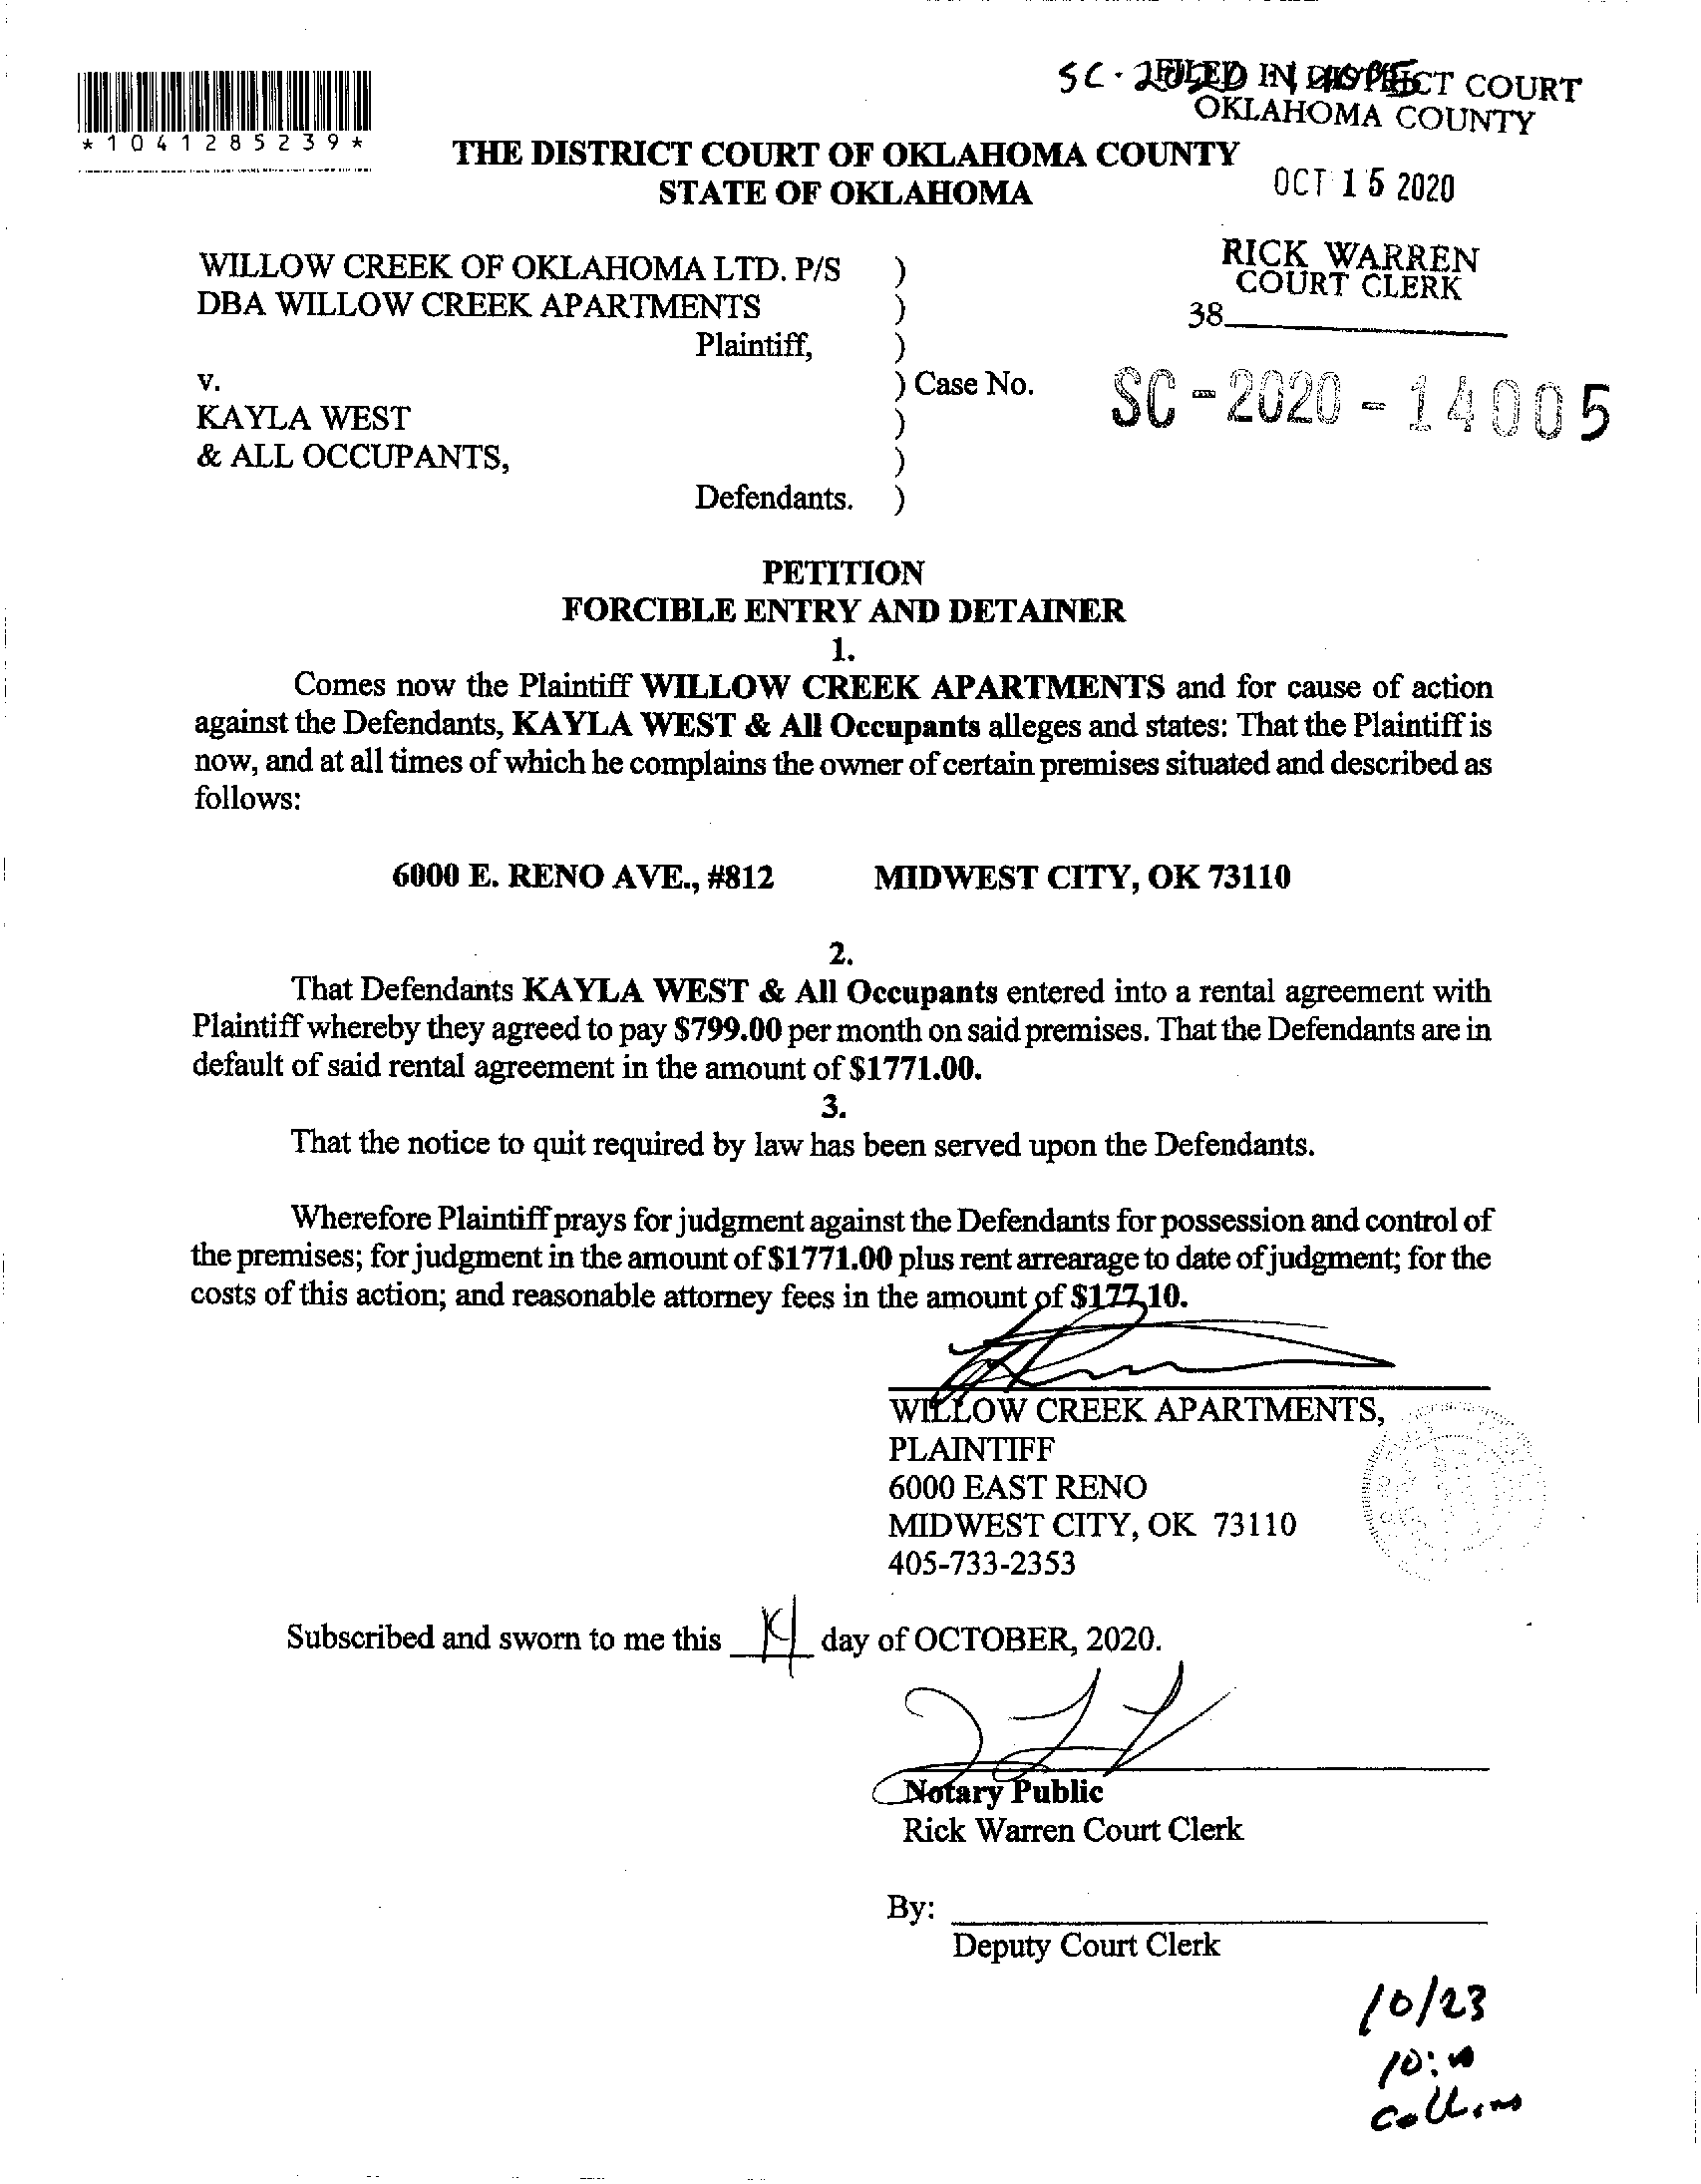 *1041285239*
FILED IN DISTRICT COURT
OKLAHOMA COUNTY
THE DISTRICT COURT OF OKLAHOMA COUNTY
STATE OF OKLAHOMA
OCT 15 2020
RICK WARREN
COURT CLERK
38
WILLOW CREEK OF OKLAHOMA LTD. P/S )
DBA WILLOW CREEK APARTMENTS )
Plaintiff, )
v. ) Case No. SC-2020-14005
KAYLA WEST )
& ALL OCCUPANTS, )
Defendants. )
PETITION
FORCIBLE ENTRY AND DETAINER
1.
Comes now the Plaintiff WILLOW CREEK APARTMENTS and for cause of action
against the Defendants, KAYLA WEST & All Occupants alleges and states: That the Plaintiff is
now, and at all times of which he complains the owner of certain premises situated and described as
follows:
6000 E. RENO AVE., #812 MIDWEST CITY, OK 73110
2.
That Defendants KAYLA WEST & All Occupants entered into a rental agreement with
Plaintiff whereby they agreed to pay $799.00 per month on said premises. That the Defendants are in
default of said rental agreement in the amount of $1771.00.
3.
That the notice to quit required by law has been served upon the Defendants.
Wherefore Plaintiff prays for judgment against the Defendants for possession and control of
the premises; for judgment in the amount of $1771.00 plus rent arrearage to date of judgment; for the
costs of this action; and reasonable attorney fees in the amount of $177.10.
WILLOW CREEK APARTMENTS,
PLAINTIFF
6000 EAST RENO
MIDWEST CITY, OK 73110
405-733-2353
Subscribed and sworn to me this 14 day of OCTOBER, 2020.
Notary Public
Rick Warren Court Clerk
By:
Deputy Court Clerk
10/23
Collins